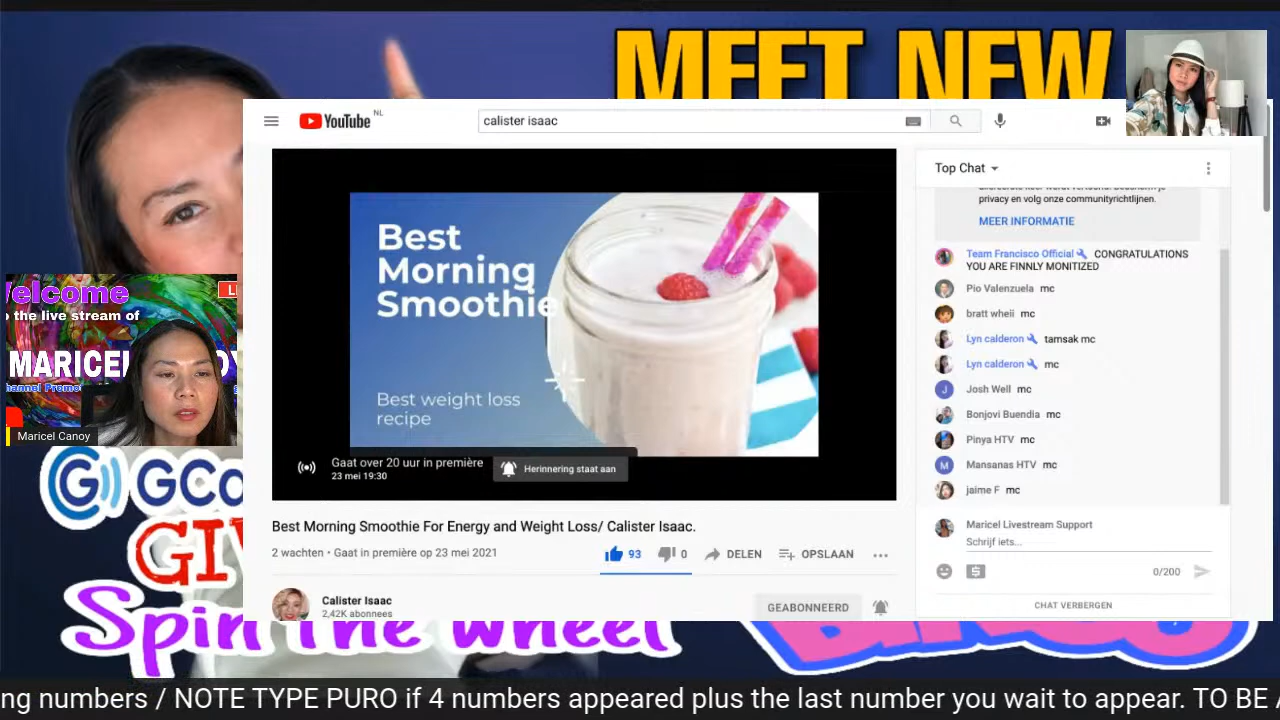 MEET NEW
YouTube NL
calister isaac
Best
Morning
Smoothie
Best weight loss
recipe
Gaat over 20 uur in première
23 mei 19:30
Herinnering staat aan
Best Morning Smoothie For Energy and Weight Loss/ Calister Isaac.
2 wachten • Gaat in première op 23 mei 2021
93
0
DELEN
OPSLAAN
Calister Isaac
2,42K abonnees
GEABONNEERD
Top Chat
privacy en volg onze communityrichtlijnen.
MEER INFORMATIE
Team Francisco Official CONGRATULATIONS
YOU ARE FINNLY MONITIZED
Pio Valenzuela mc
bratt wheii mc
Lyn calderon tamsak mc
Lyn calderon mc
J
Josh Well mc
Bonjovi Buendia mc
Pinya HTV mc
M
Mansanas HTV mc
jaime F mc
Maricel Livestream Support
Schrijf iets...
0/200
CHAT VERBERGEN
Welcome
o the live stream of
MARICEL
hannel Promo
L
Maricel Canoy
GCa
GIV
Spin The Wheel
BINGO
ng numbers / NOTE TYPE PURO if 4 numbers appeared plus the last number you wait to appear. TO BE